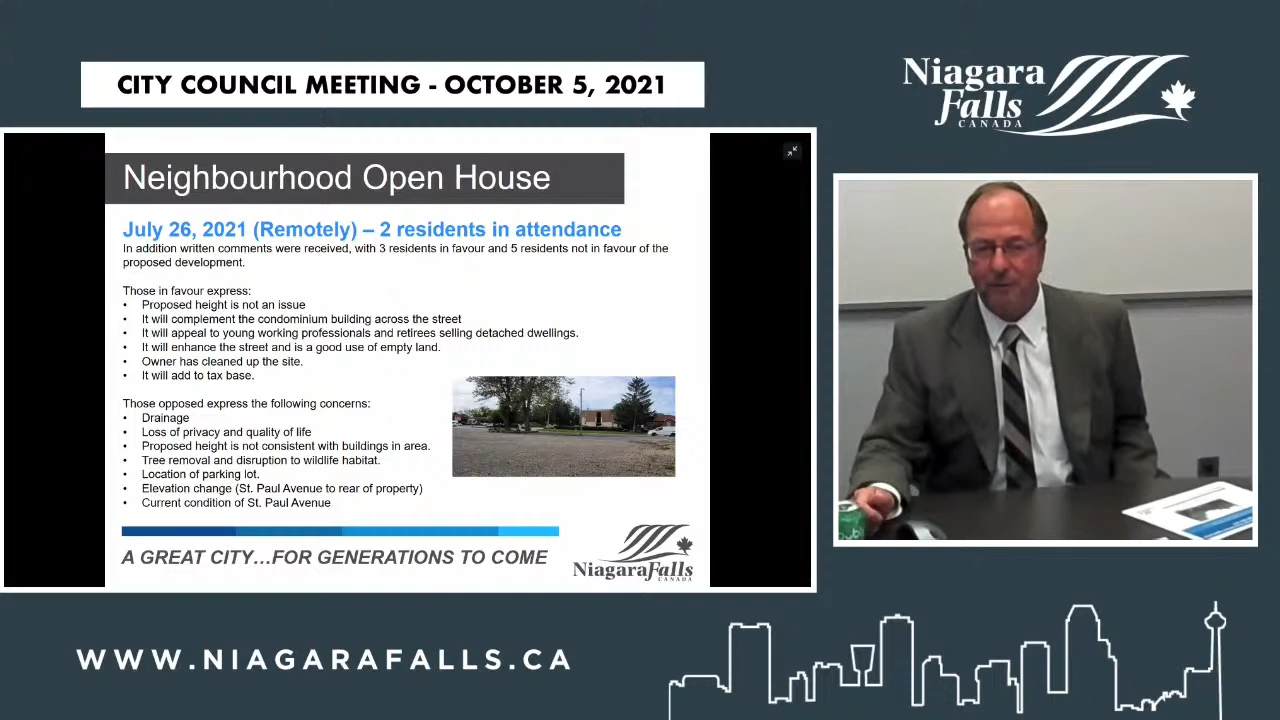 CITY COUNCIL MEETING - OCTOBER 5, 2021
Niagara
Falls
CANADA
Neighbourhood Open House
July 26, 2021 (Remotely) – 2 residents in attendance
In addition written comments were received, with 3 residents in favour and 5 residents not in favour of the
proposed development.
Those in favour express:
• Proposed height is not an issue
• It will complement the condominium building across the street
• It will appeal to young working professionals and retirees selling detached dwellings.
• It will enhance the street and is a good use of empty land.
• Owner has cleaned up the site.
• It will add to tax base.
Those opposed express the following concerns:
• Drainage
• Loss of privacy and quality of life
• Proposed height is not consistent with buildings in area.
• Tree removal and disruption to wildlife habitat.
• Location of parking lot.
• Elevation change (St. Paul Avenue to rear of property)
• Current condition of St. Paul Avenue
A GREAT CITY…FOR GENERATIONS TO COME
NiagaraFalls
CANADA
WWW.NIAGARAFALLS.CA